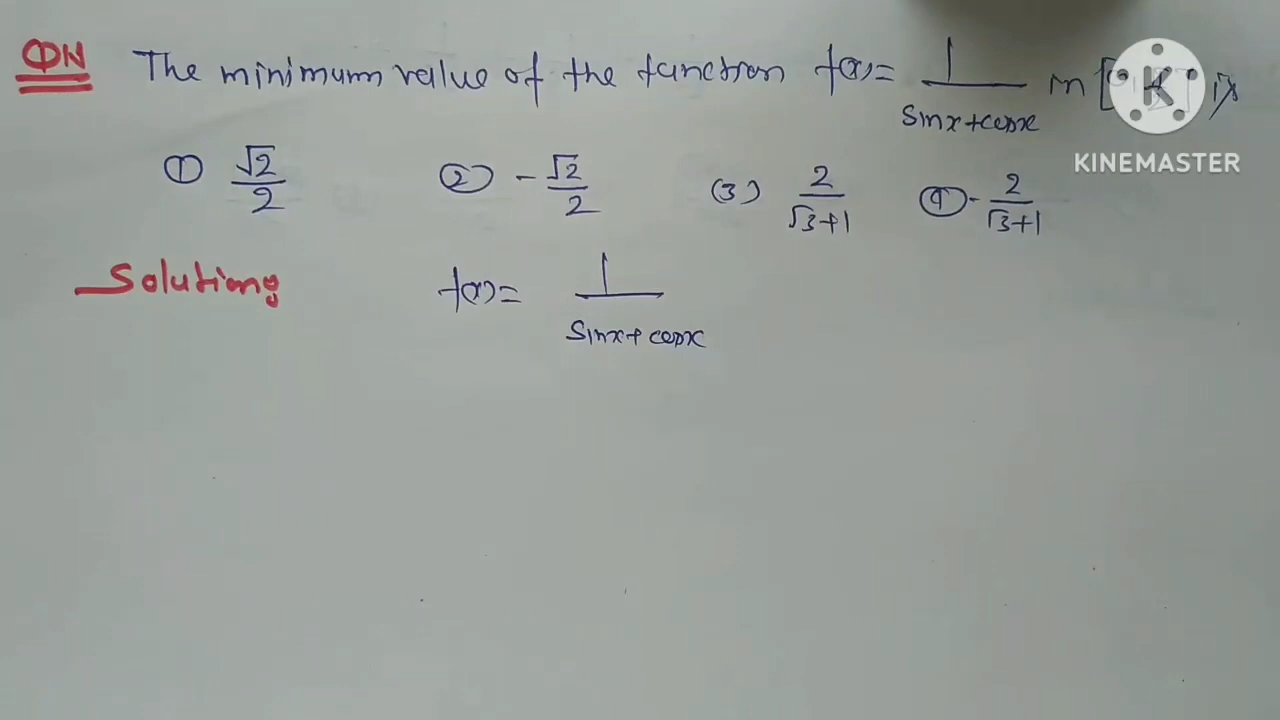 QN The minimum value of the function f(x)= 1/(sinx+cosx) in [ ] is
① √2/2 ② -√2/2 (3) 2/(√3+1) ④ -2/(√3+1)
Solution: f(x)= 1/(sinx+cosx)
K
KINEMASTER